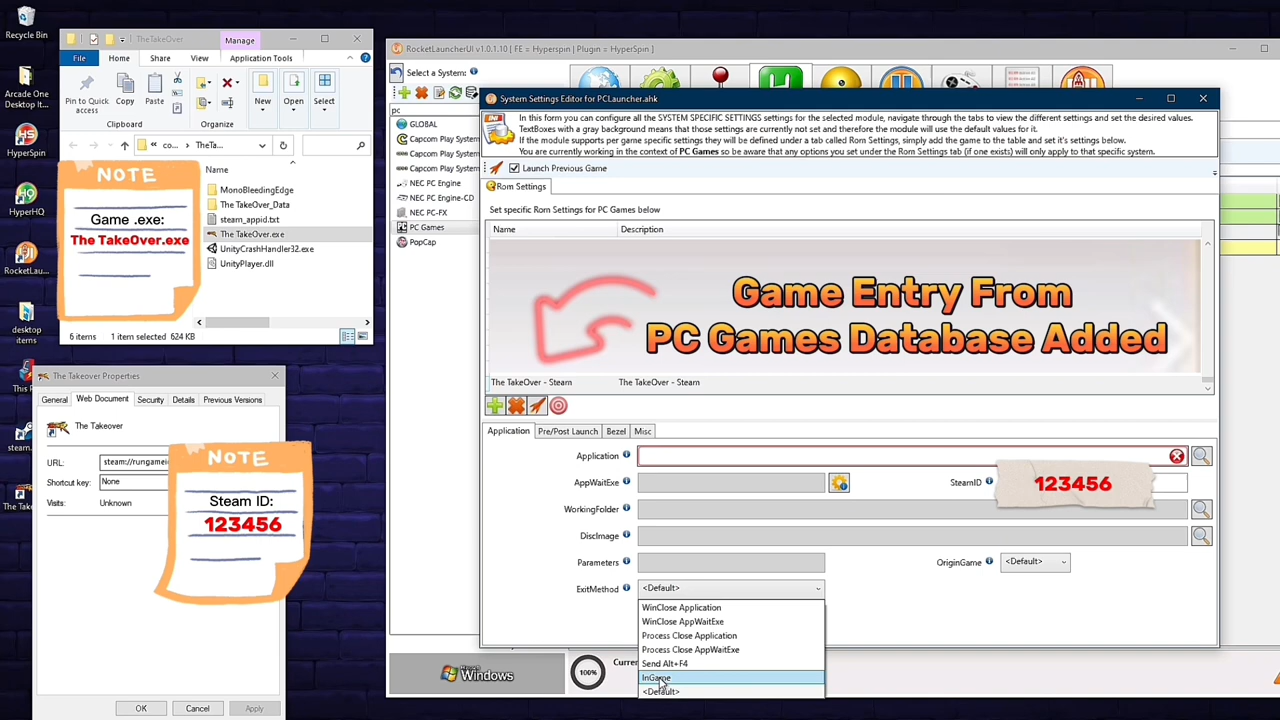 Recycle Bin
Arcade One
Desktop It...
HyperSpin
HyperHQ
RocketLaun...
desktop
items
This P
steam.
The Take
TheTakeOver
Manage
File
Home
Share
View
Application Tools
Pin to Quick
access
Copy
Paste
New
Open
Select
Clipboard
Organize
« co... › TheTa...
Name
MonoBleedingEdge
The TakeOver_Data
steam_appid.txt
The TakeOver.exe
UnityCrashHandler32.exe
UnityPlayer.dll
NOTE
Game .exe:
The TakeOver.exe
6 items
1 item selected 624 KB
The Takeover Properties
General
Web Document
Security
Details
Previous Versions
The Takeover
URL:
steam://rungamei
Shortcut key:
None
Visits:
Unknown
NOTE
Steam ID:
123456
OK
Cancel
Apply
RocketLauncherUI v1.0.1.10 [ FE = Hyperspin | Plugin = HyperSpin ]
Select a System:
pc
GLOBAL
Capcom Play System
Capcom Play System
Capcom Play System
NEC PC Engine
NEC PC Engine-CD
NEC PC-FX
PC Games
PopCap
Windows
100%
Curre
System Settings Editor for PCLauncher.ahk
In this form you can configure all the SYSTEM SPECIFIC SETTINGS settings for the selected module, navigate through the tabs to view the different settings and set the desired values.
TextBoxes with a gray background means that those settings are currently not set and therefore the module will use the default values for it.
If the module supports per game specific settings they will be defined under a tab called Rom Settings, simply add the game to the table and set it's settings below.
You are currently working in the context of PC Games so be aware that any options you set under the Rom Settings tab (if one exists) will only apply to that specific system.
Launch Previous Game
Rom Settings
Set specific Rom Settings for PC Games below
Name
Description
Game Entry From
PC Games Database Added
The TakeOver - Steam
The TakeOver - Steam
Application
Pre/Post Launch
Bezel
Misc
Application
AppWaitExe
SteamID
123456
WorkingFolder
DiscImage
Parameters
OriginGame
<Default>
ExitMethod
<Default>
WinClose Application
WinClose AppWaitExe
Process Close Application
Process Close AppWaitExe
Send Alt+F4
InGame
<Default>